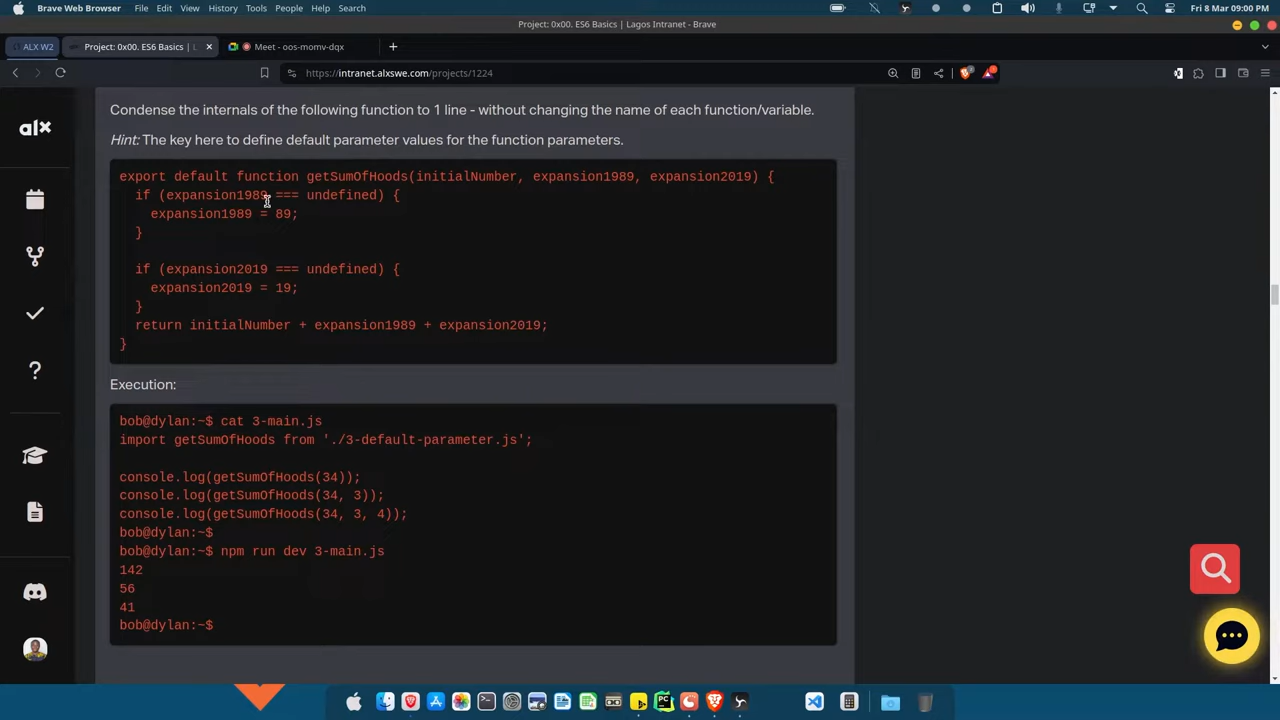 Brave Web Browser File Edit View History Tools People Help Search Fri 8 Mar 09:00 PM
Project: 0x00. ES6 Basics | Lagos Intranet - Brave
ALX W2 Project: 0x00. ES6 Basics | L Meet - oos-momv-dqx
https://intranet.alxswe.com/projects/1224
alx
Condense the internals of the following function to 1 line - without changing the name of each function/variable.
Hint: The key here to define default parameter values for the function parameters.
export default function getSumOfHoods(initialNumber, expansion1989, expansion2019) {
if (expansion1989 === undefined) {
expansion1989 = 89;
}
if (expansion2019 === undefined) {
expansion2019 = 19;
}
return initialNumber + expansion1989 + expansion2019;
}
Execution:
bob@dylan:~$ cat 3-main.js
import getSumOfHoods from './3-default-parameter.js';
console.log(getSumOfHoods(34));
console.log(getSumOfHoods(34, 3));
console.log(getSumOfHoods(34, 3, 4));
bob@dylan:~$
bob@dylan:~$ npm run dev 3-main.js
142
56
41
bob@dylan:~$